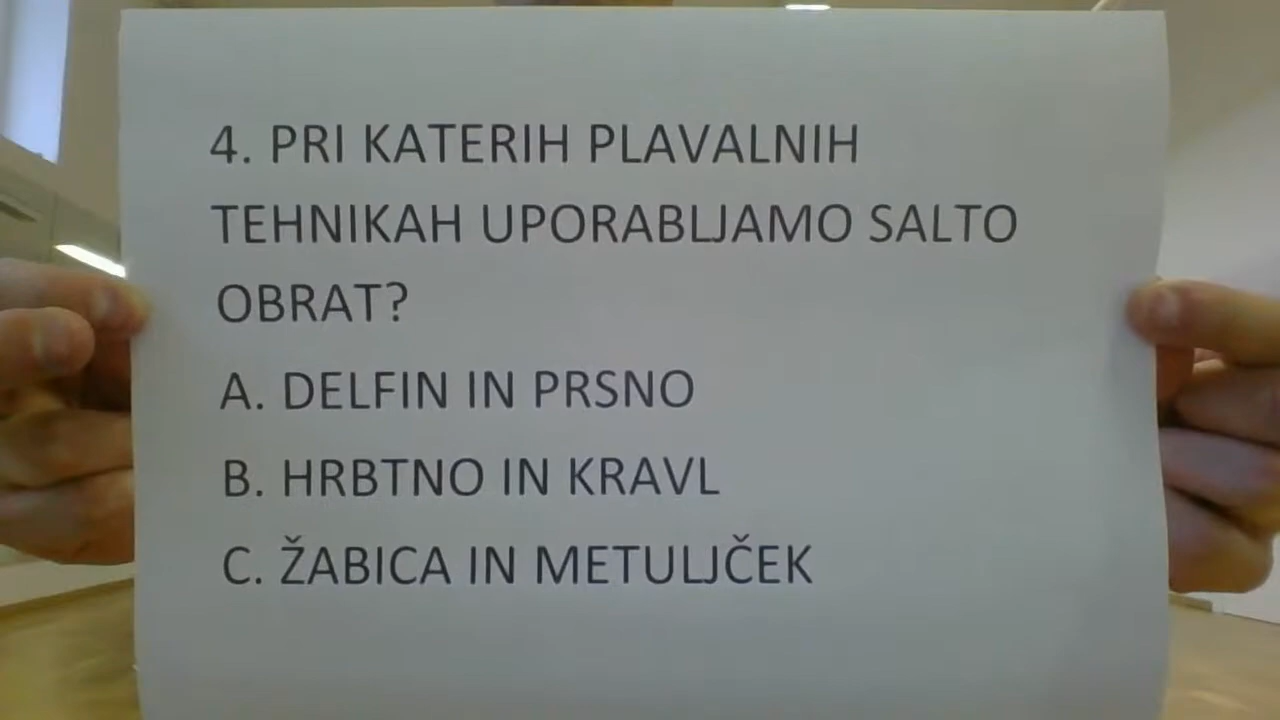 4. PRI KATERIH PLAVALNIH
TEHNIKAH UPORABLJAMO SALTO
OBRAT?
A. DELFIN IN PRSNO
B. HRBTNO IN KRAVL
C. ŽABICA IN METULJČEK